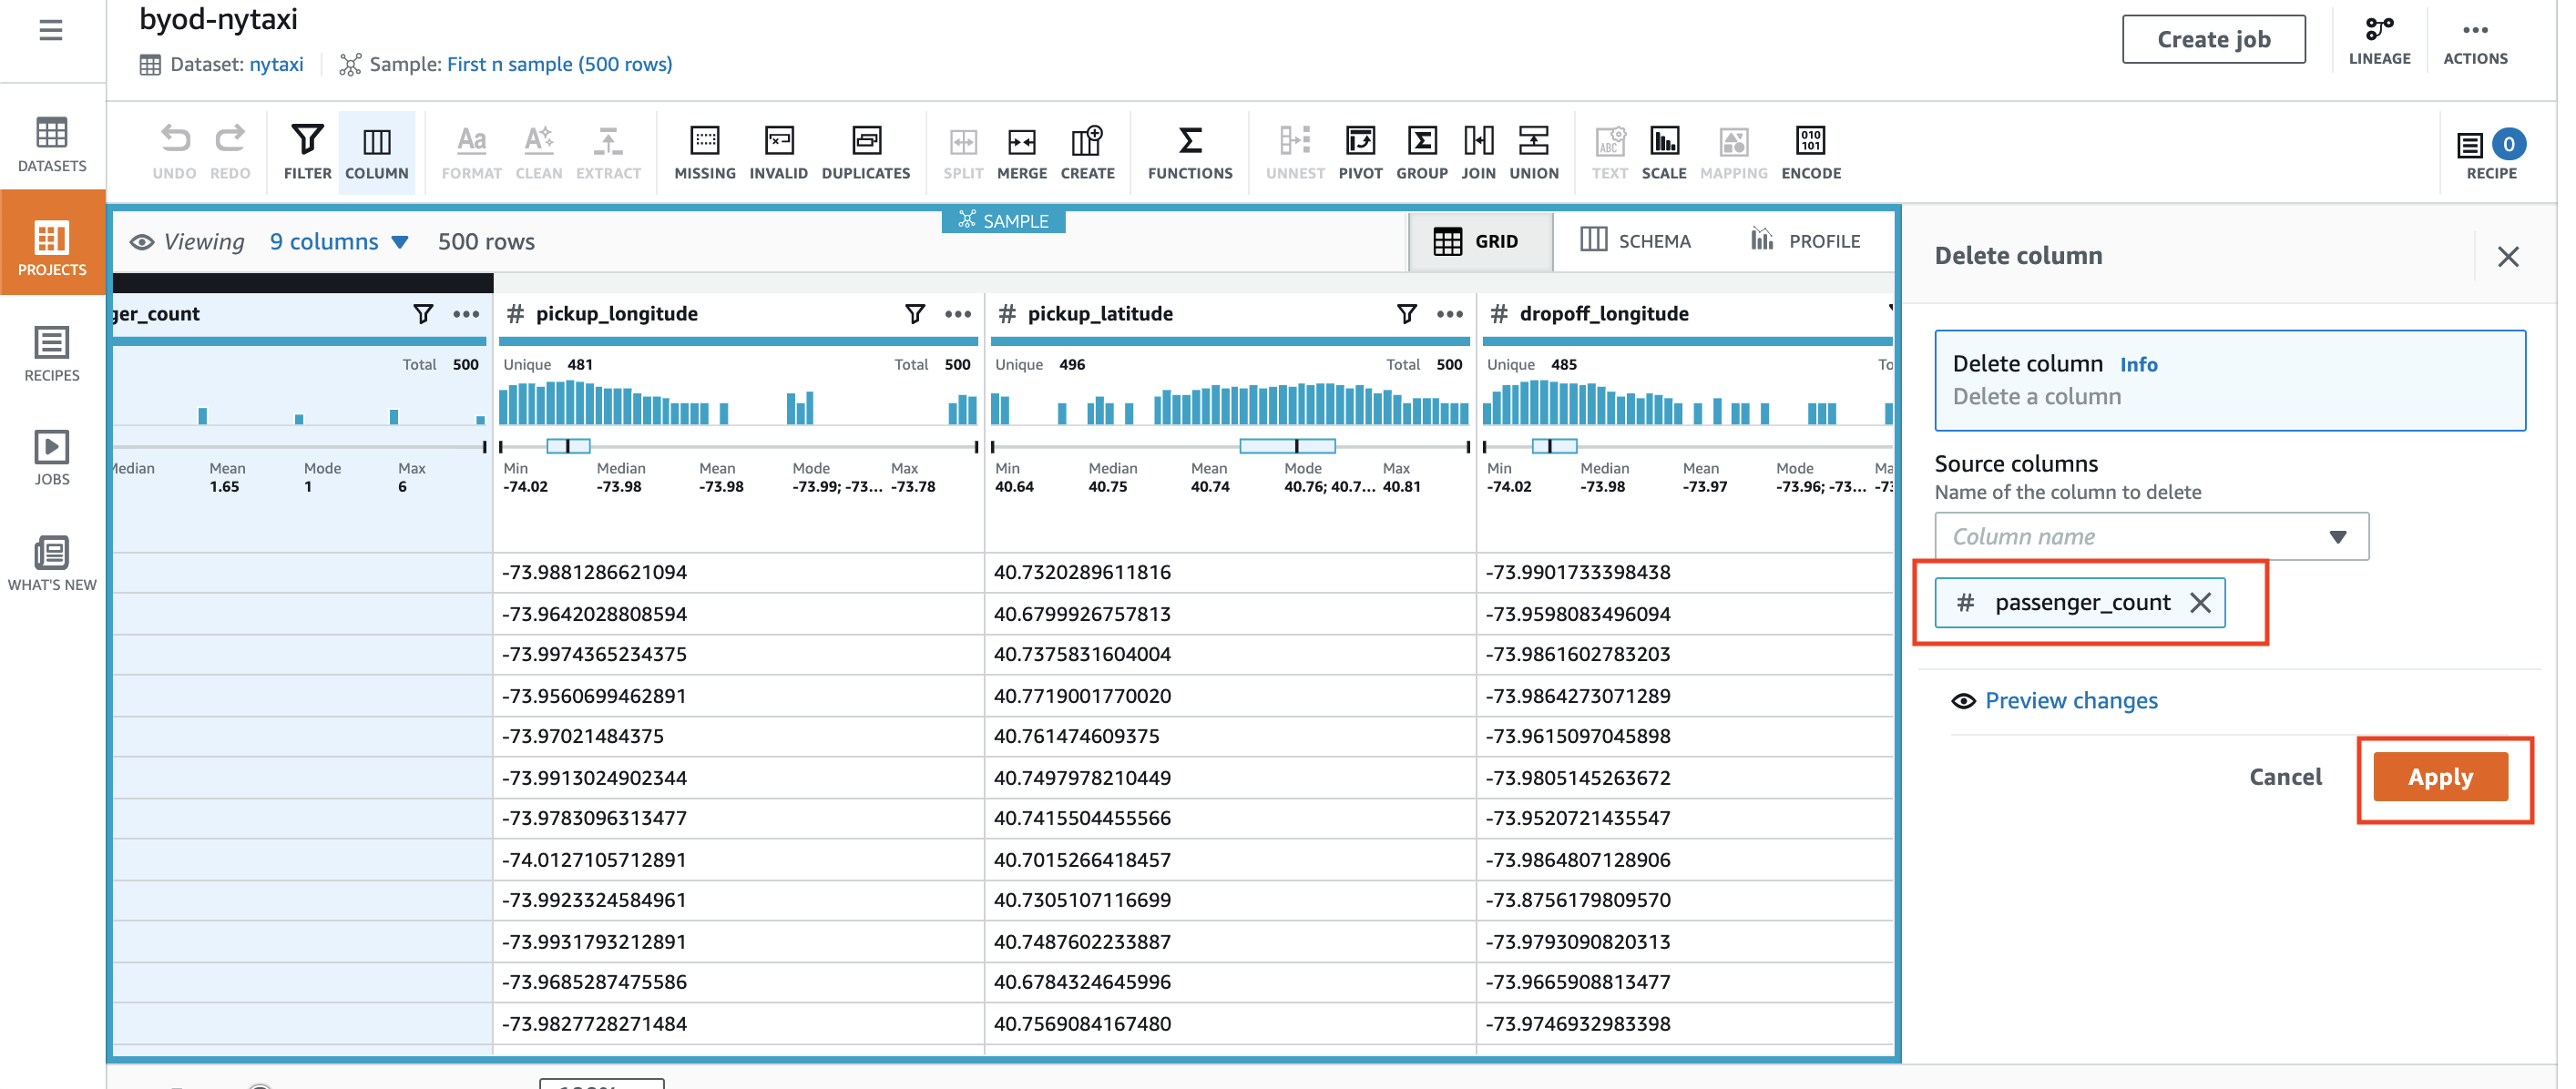 byod-nytaxi
Dataset: nytaxi
Sample: First n sample (500 rows)
Create job
LINEAGE
ACTIONS
DATASETS
PROJECTS
RECIPES
JOBS
WHAT'S NEW
UNDO REDO FILTER COLUMN FORMAT CLEAN EXTRACT MISSING INVALID DUPLICATES SPLIT MERGE CREATE FUNCTIONS UNNEST PIVOT GROUP JOIN UNION TEXT SCALE MAPPING ENCODE
0
RECIPE
SAMPLE
Viewing 9 columns 500 rows
GRID SCHEMA PROFILE
ger_count # pickup_longitude # pickup_latitude # dropoff_longitude
Total 500 Unique 481 Total 500 Unique 496 Total 500 Unique 485 To
Median Mean Mode Max Min Median Mean Mode Max Min Median Mean Mode Max Min Median Mean Mode Ma
1.65 1 6 -74.02 -73.98 -73.98 -73.99; -73... -73.78 40.64 40.75 40.74 40.76; 40.7... 40.81 -74.02 -73.98 -73.97 -73.96; -73...
-73.9881286621094 40.7320289611816 -73.9901733398438
-73.9642028808594 40.6799926757813 -73.9598083496094
-73.9974365234375 40.7375831604004 -73.9861602783203
-73.9560699462891 40.7719001770020 -73.9864273071289
-73.97021484375 40.761474609375 -73.9615097045898
-73.9913024902344 40.7497978210449 -73.9805145263672
-73.9783096313477 40.7415504455566 -73.9520721435547
-74.0127105712891 40.7015266418457 -73.9864807128906
-73.9923324584961 40.7305107116699 -73.8756179809570
-73.9931793212891 40.7487602233887 -73.9793090820313
-73.9685287475586 40.6784324645996 -73.9665908813477
-73.9827728271484 40.7569084167480 -73.9746932983398
Delete column
Delete column Info
Delete a column
Source columns
Name of the column to delete
Column name
# passenger_count
Preview changes
Cancel
Apply